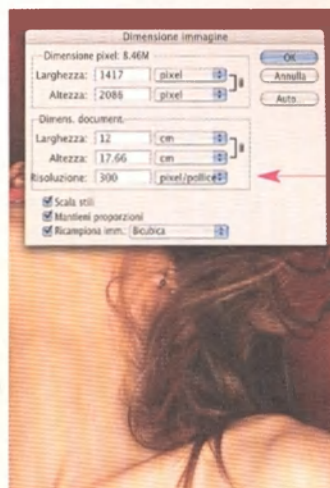 Dimensione immagine
Dimensione pixel: 8.46M
OK
Larghezza: 1417 pixel
Annulla
Altezza: 2086 pixel
Auto...
Dimens. document.
Larghezza: 12 cm
Altezza: 17.66 cm
Risoluzione: 300 pixel/pollice
Scala stili
Mantieni proporzioni
Ricampiona imm.: Bicubica